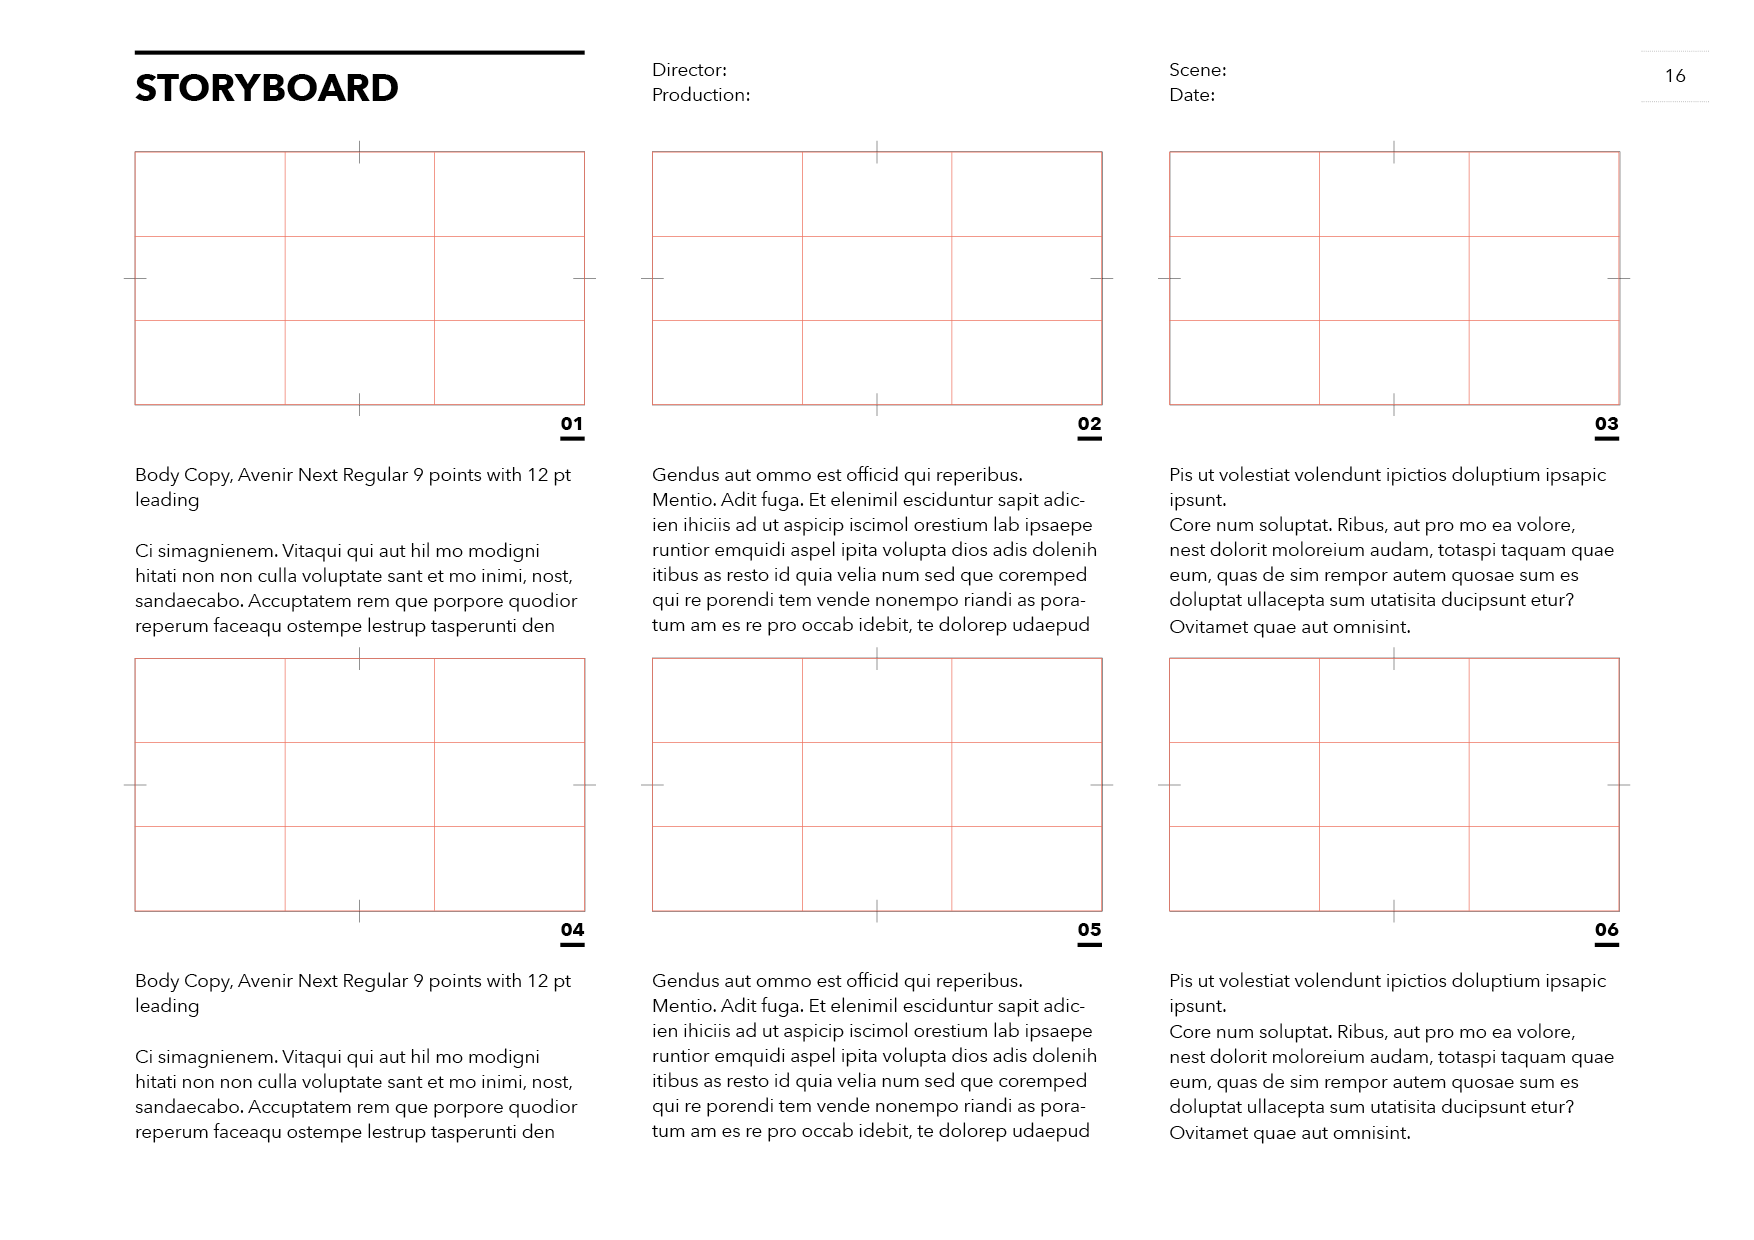 STORYBOARD
Director:
Production:
Scene:
Date:
16
01
02
03
Body Copy, Avenir Next Regular 9 points with 12 pt
leading
Ci simagnienem. Vitaqui qui aut hil mo modigni
hitati non non culla voluptate sant et mo inimi, nost,
sandaecabo. Accuptatem rem que porpore quodior
reperum faceaqu ostempe lestrup tasperunti den
Gendus aut ommo est officid qui reperibus.
Mentio. Adit fuga. Et elenimil esciduntur sapit adic-
ien ihiciis ad ut aspicip iscimol orestium lab ipsaepe
runtior emquidi aspel ipita volupta dios adis dolenih
itibus as resto id quia velia num sed que coremped
qui re porendi tem vende nonempo riandi as pora-
tum am es re pro occab idebit, te dolorep udaepud
Pis ut volestiat volendunt ipictios doluptium ipsapic
ipsunt.
Core num soluptat. Ribus, aut pro mo ea volore,
nest dolorit moloreium audam, totaspi taquam quae
eum, quas de sim rempor autem quosae sum es
doluptat ullacepta sum utatisita ducipsunt etur?
Ovitamet quae aut omnisint.
04
05
06
Body Copy, Avenir Next Regular 9 points with 12 pt
leading
Ci simagnienem. Vitaqui qui aut hil mo modigni
hitati non non culla voluptate sant et mo inimi, nost,
sandaecabo. Accuptatem rem que porpore quodior
reperum faceaqu ostempe lestrup tasperunti den
Gendus aut ommo est officid qui reperibus.
Mentio. Adit fuga. Et elenimil esciduntur sapit adic-
ien ihiciis ad ut aspicip iscimol orestium lab ipsaepe
runtior emquidi aspel ipita volupta dios adis dolenih
itibus as resto id quia velia num sed que coremped
qui re porendi tem vende nonempo riandi as pora-
tum am es re pro occab idebit, te dolorep udaepud
Pis ut volestiat volendunt ipictios doluptium ipsapic
ipsunt.
Core num soluptat. Ribus, aut pro mo ea volore,
nest dolorit moloreium audam, totaspi taquam quae
eum, quas de sim rempor autem quosae sum es
doluptat ullacepta sum utatisita ducipsunt etur?
Ovitamet quae aut omnisint.